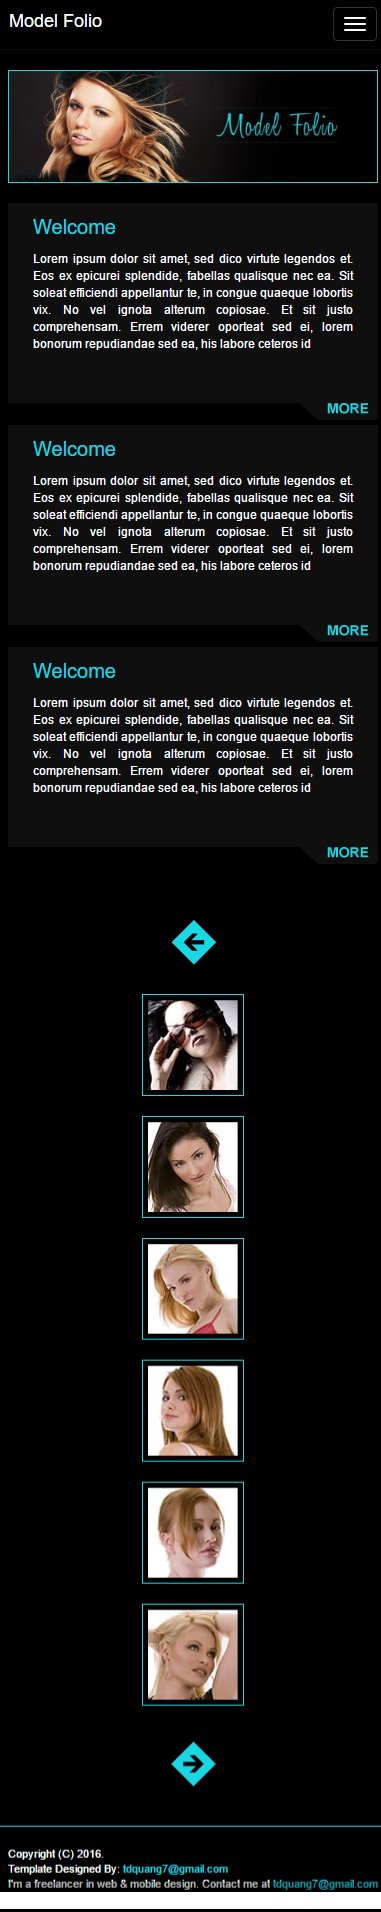 Model Folio
Model Folio
Welcome
Lorem ipsum dolor sit amet, sed dico virtute legendos et.
Eos ex epicurei splendide, fabellas qualisque nec ea. Sit
soleat efficiendi appellantur te, in congue quaeque lobortis
vix. No vel ignota alterum copiosae. Et sit justo
comprehensam. Errem viderer oporteat sed ei, lorem
bonorum repudiandae sed ea, his labore ceteros id
MORE
Welcome
Lorem ipsum dolor sit amet, sed dico virtute legendos et.
Eos ex epicurei splendide, fabellas qualisque nec ea. Sit
soleat efficiendi appellantur te, in congue quaeque lobortis
vix. No vel ignota alterum copiosae. Et sit justo
comprehensam. Errem viderer oporteat sed ei, lorem
bonorum repudiandae sed ea, his labore ceteros id
MORE
Welcome
Lorem ipsum dolor sit amet, sed dico virtute legendos et.
Eos ex epicurei splendide, fabellas qualisque nec ea. Sit
soleat efficiendi appellantur te, in congue quaeque lobortis
vix. No vel ignota alterum copiosae. Et sit justo
comprehensam. Errem viderer oporteat sed ei, lorem
bonorum repudiandae sed ea, his labore ceteros id
MORE
Copyright (C) 2016.
Template Designed By: tdquang7@gmail.com
I'm a freelancer in web & mobile design. Contact me at tdquang7@gmail.com